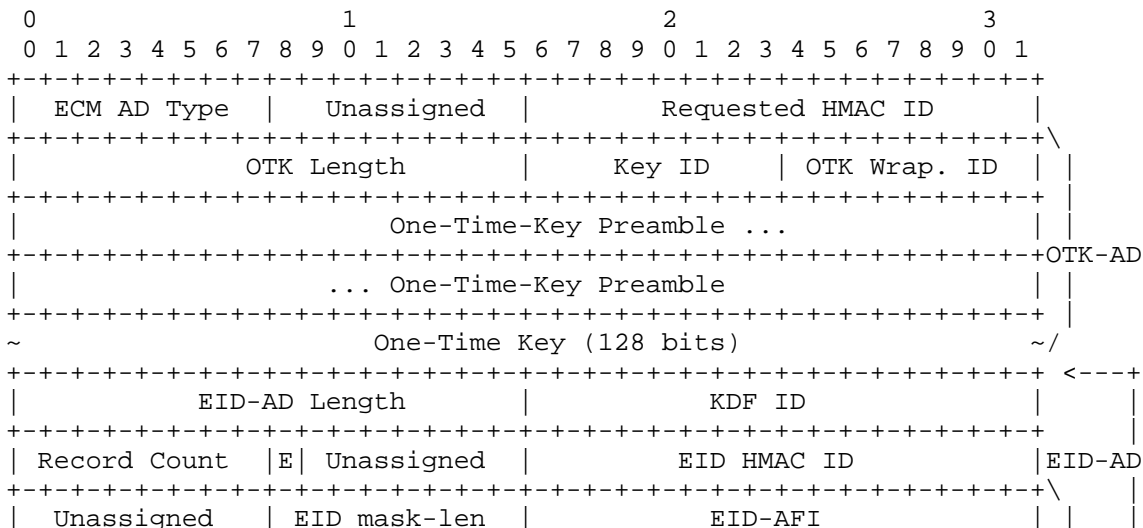 0                   1                   2                   3
 0 1 2 3 4 5 6 7 8 9 0 1 2 3 4 5 6 7 8 9 0 1 2 3 4 5 6 7 8 9 0 1
+-+-+-+-+-+-+-+-+-+-+-+-+-+-+-+-+-+-+-+-+-+-+-+-+-+-+-+-+-+-+-+-+
|  ECM AD Type  |   Unassigned  |        Requested HMAC ID      |
+-+-+-+-+-+-+-+-+-+-+-+-+-+-+-+-+-+-+-+-+-+-+-+-+-+-+-+-+-+-+-+-+\
|              OTK Length       |     Key ID    | OTK Wrap. ID  | |
+-+-+-+-+-+-+-+-+-+-+-+-+-+-+-+-+-+-+-+-+-+-+-+-+-+-+-+-+-+-+-+-+ |
|                       One-Time-Key Preamble ...               | |
+-+-+-+-+-+-+-+-+-+-+-+-+-+-+-+-+-+-+-+-+-+-+-+-+-+-+-+-+-+-+-+-+OTK-AD
|                   ... One-Time-Key Preamble                   | |
+-+-+-+-+-+-+-+-+-+-+-+-+-+-+-+-+-+-+-+-+-+-+-+-+-+-+-+-+-+-+-+-+ |
~                      One-Time Key (128 bits)                  ~/
+-+-+-+-+-+-+-+-+-+-+-+-+-+-+-+-+-+-+-+-+-+-+-+-+-+-+-+-+-+-+-+-+ <---+
|           EID-AD Length       |           KDF ID              |     |
+-+-+-+-+-+-+-+-+-+-+-+-+-+-+-+-+-+-+-+-+-+-+-+-+-+-+-+-+-+-+-+-+     |
| Record Count  |E| Unassigned  |         EID HMAC ID           |EID-AD
+-+-+-+-+-+-+-+-+-+-+-+-+-+-+-+-+-+-+-+-+-+-+-+-+-+-+-+-+-+-+-+-+\    |
|  Unassigned   | EID mask-len  |           EID-AFI             | |   |